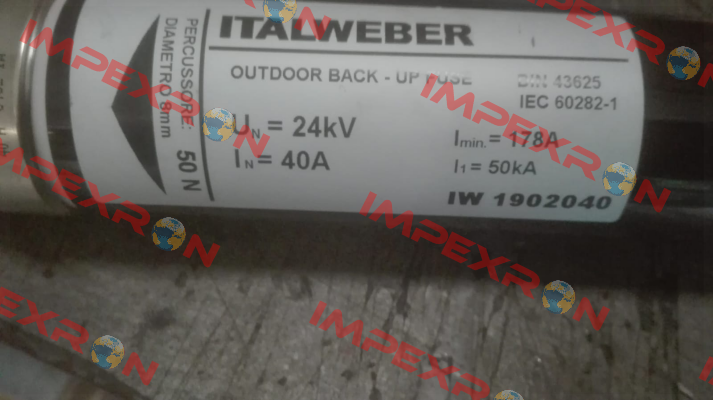 ITALWEBER
OUTDOOR BACK - UP FUSE
DIN 43625
IEC 60282-1
UN = 24kV
IN = 40A
Imin. = 178A
I1 = 50kA
IW 1902040
PERCUSSORE:
DIAMETRO 8mm
50 N
IMPEXRON
IMPEXRON
IMPEXRON
IMPEXRON
IMPEXRON
IMPEXRON